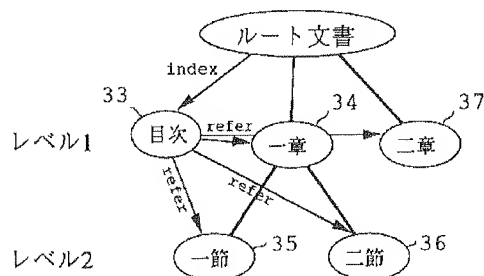 ルート文書
index
33
34
37
レベル1
目次
refer
一章
二章
refer
refer
レベル2
一節
35
二節
36